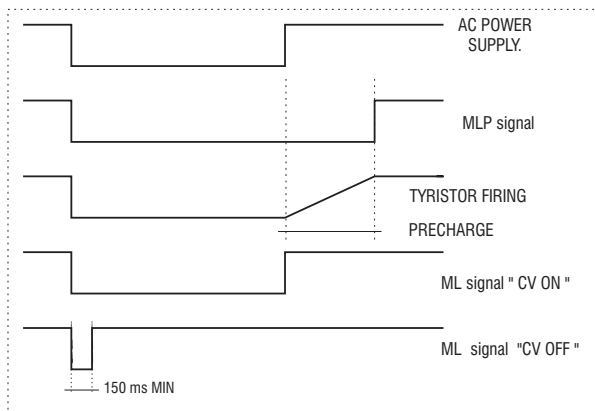 AC POWER
SUPPLY.
MLP signal
TYRISTOR FIRING
PRECHARGE
ML signal " CV ON "
ML signal "CV OFF "
150 ms MIN